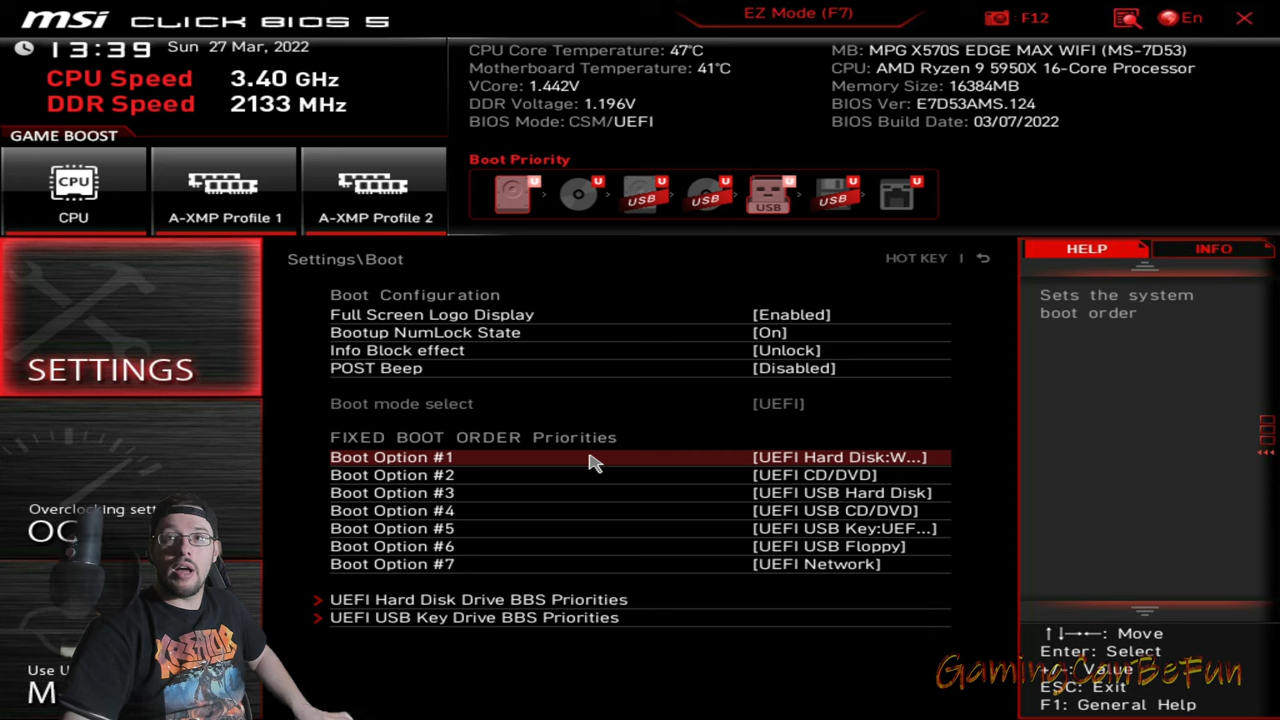 msi CLICK BIOS 5
EZ Mode (F7)
F12
En
13:39 Sun 27 Mar, 2022
CPU Speed 3.40 GHz
DDR Speed 2133 MHz
CPU Core Temperature: 47°C
Motherboard Temperature: 41°C
VCore: 1.442V
DDR Voltage: 1.196V
BIOS Mode: CSM/UEFI
MB: MPG X570S EDGE MAX WIFI (MS-7D53)
CPU: AMD Ryzen 9 5950X 16-Core Processor
Memory Size: 16384MB
BIOS Ver: E7D53AMS.124
BIOS Build Date: 03/07/2022
GAME BOOST
CPU
CPU
A-XMP Profile 1
A-XMP Profile 2
Boot Priority
U U U U U U U
USB USB USB USB
SETTINGS
Overclocking set
OC
Use U
M-
Settings\Boot
HOT KEY |
Boot Configuration
Full Screen Logo Display [Enabled]
Bootup NumLock State [On]
Info Block effect [Unlock]
POST Beep [Disabled]
Boot mode select [UEFI]
FIXED BOOT ORDER Priorities
Boot Option #1 [UEFI Hard Disk:W...]
Boot Option #2 [UEFI CD/DVD]
Boot Option #3 [UEFI USB Hard Disk]
Boot Option #4 [UEFI USB CD/DVD]
Boot Option #5 [UEFI USB Key:UEF...]
Boot Option #6 [UEFI USB Floppy]
Boot Option #7 [UEFI Network]
> UEFI Hard Disk Drive BBS Priorities
> UEFI USB Key Drive BBS Priorities
HELP
INFO
Sets the system
boot order
↑↓→←: Move
Enter: Select
+/-: Value
ESC: Exit
F1: General Help
KREATOR
GamingCanBeFun